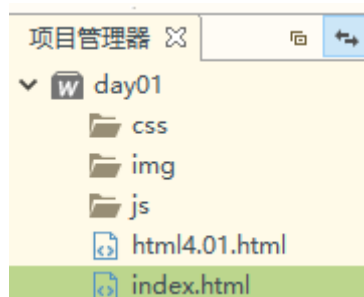 项目管理器
day01
css
img
js
html4.01.html
index.html